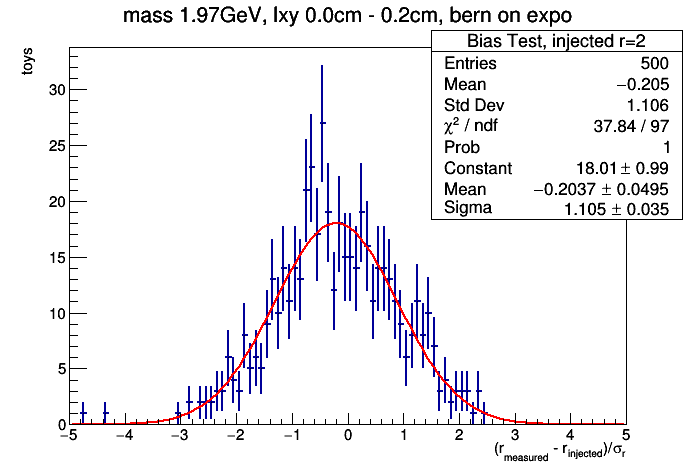 mass 1.97GeV, lxy 0.0cm - 0.2cm, bern on expo
Bias Test, injected r=2
Entries 500
Mean −0.205
Std Dev 1.106
χ² / ndf 37.84 / 97
Prob 1
Constant 18.01 ± 0.99
Mean −0.2037 ± 0.0495
Sigma 1.105 ± 0.035
toys
30
25
20
15
10
5
0
−5 −4 −3 −2 −1 0 1 2 3 4 5
(r_measured - r_injected)/σ_r